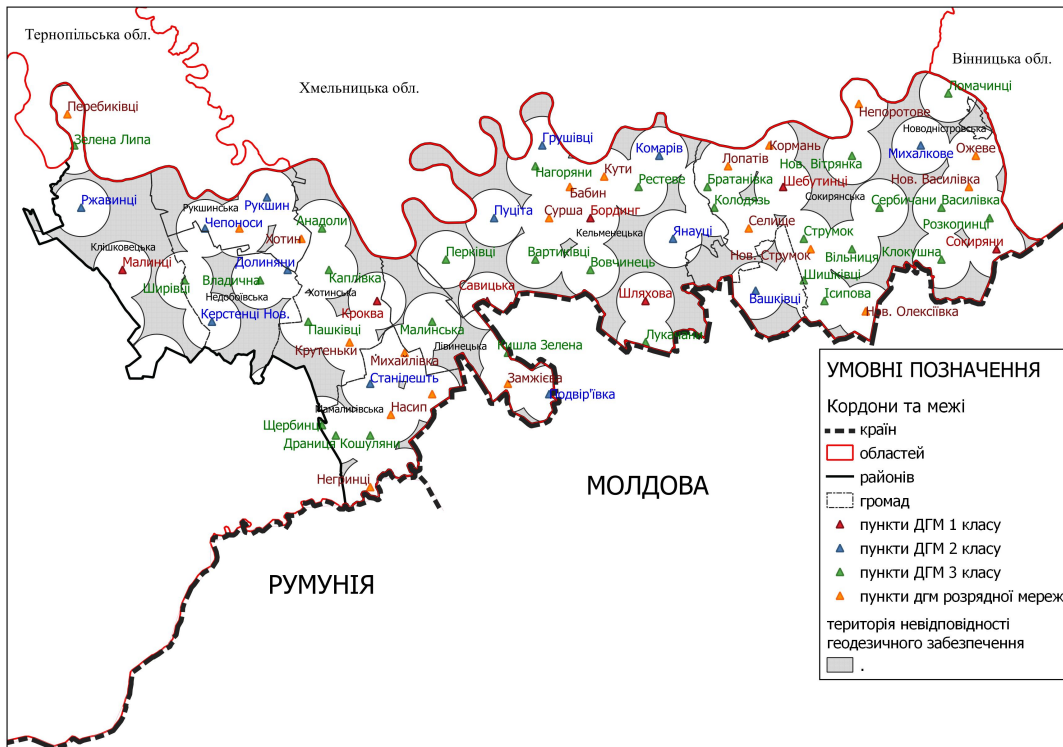 Тернопільська обл.
Хмельницька обл.
Вінницька обл.
Перебиківці
Зелена Липа
Ломачинці
Непоротове
Новодністровська
Грушівці
Комарів
Кормань
Михалкове
Ожеве
Нагоряни
Кути
Лопатів
Нов. Вітрянка
Ржавинці
Рукшин
Бабин
Рестеве
Братанівка
Шебутинці
Нов. Василівка
Сокирянська
Рукшинська
Чепоноси
Анадоли
Пуціта
Сурша
Бординг
Колодязь
Сербичани
Василівка
Кельменецька
Селище
Розкопинці
Клішковецька
Хотин
Янауці
Струмок
Сокиряни
Малинці
Долиняни
Перківці
Вартиківці
Вовчинець
Нов. Струмок
Вільниця
Клокушна
Ширівці
Владична
Каплівка
Шишківці
Недобоївська
Хотинська
Савицька
Шляхова
Вашківці
Ісипова
Керстенці Нов.
Кроква
Нов. Олексіївка
Пашківці
Малинська
Крутеньки
Лівинецька
Лукачани
Михайлівка
Кишла Зелена
Станілешть
Замжієва
Подвір'ївка
Мамалигівська
Насип
Щербинці
Драниця
Кошуляни
Негринці
МОЛДОВА
РУМУНІЯ
УМОВНІ ПОЗНАЧЕННЯ
Кордони та межі
країн
областей
районів
громад
пункти ДГМ 1 класу
пункти ДГМ 2 класу
пункти ДГМ 3 класу
пункти дгм розрядної мереж
територія невідповідності
геодезичного забезпечення
.